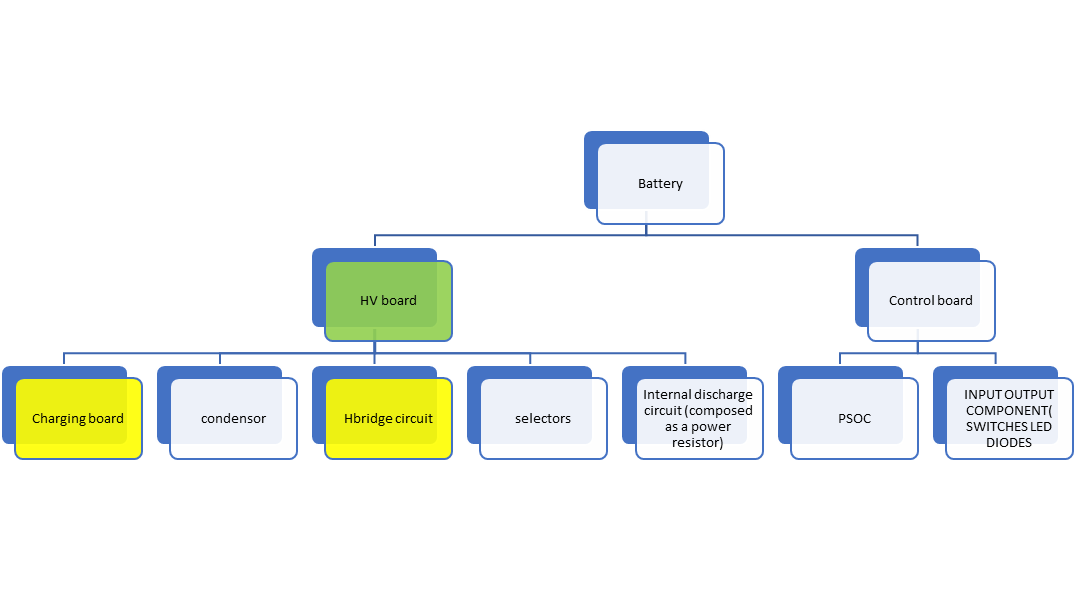 Battery
HV board
Control board
Charging board
condensor
Hbridge circuit
selectors
Internal discharge
circuit (composed
as a power
resistor)
PSOC
INPUT OUTPUT
COMPONENT(
SWITCHES LED
DIODES